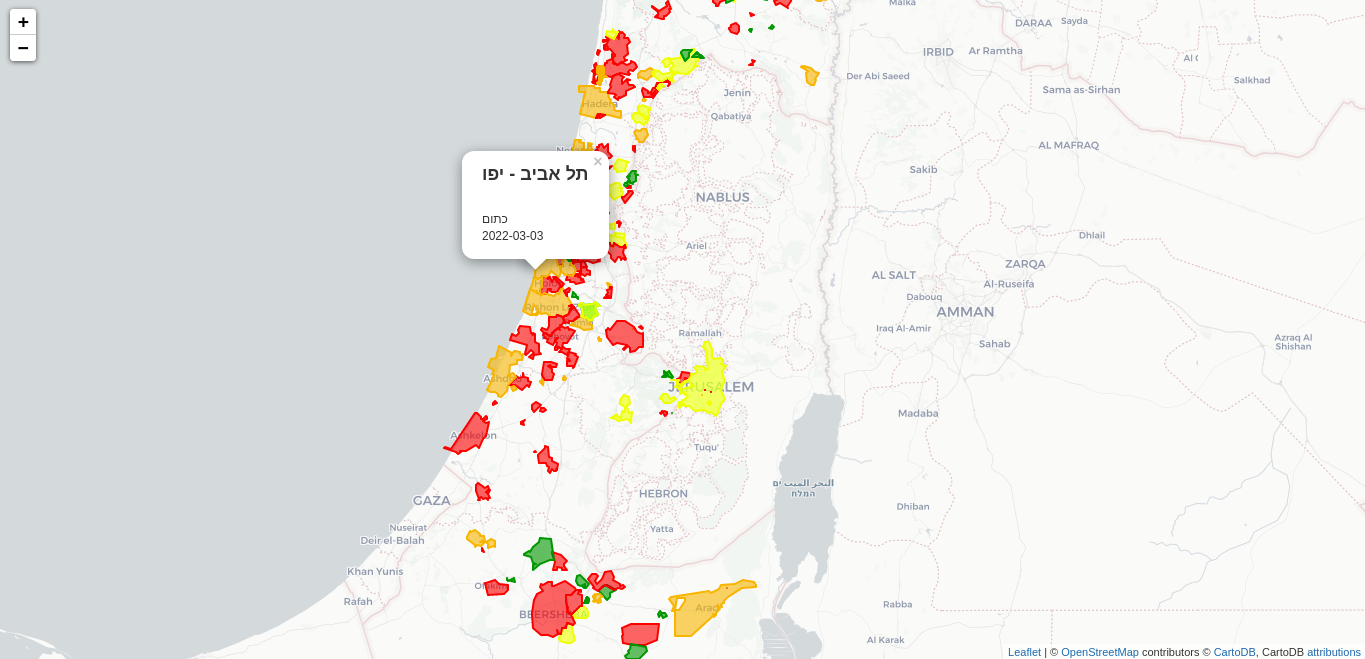 +
−
Malka
DARAA
Sayda
IRBID
Ar Ramtha
Der Abi Saeed
Salkhad
Sama as-Sirhan
Jenin
Hadera
Qabatiya
AL MAFRAQ
×
תל אביב - יפו
כתום
2022-03-03
Sakib
NABLUS
Ariel
Dhlail
ZARQA
AL SALT
Al-Ruseifa
Dabouq
AMMAN
Iraq Al-Amir
Sahab
Ramallah
Azraq Al
Shishan
JERUSALEM
Madaba
Ashkelon
Tuqu'
البحر الميت ים
המלח
HEBRON
GAZA
Dhiban
Nuseirat
Yatta
Deir el-Balah
Khan Yunis
Rafah
Rabba
Arad
BEERSHEBA
Al Karak
Leaflet | © OpenStreetMap contributors © CartoDB, CartoDB attributions